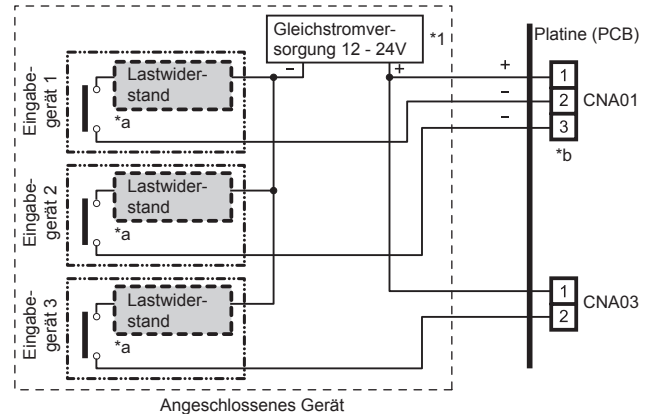 Gleichstromver-
sorgung 12 - 24V
*1
Platine (PCB)
Eingabe-
gerät 1
Lastwider-
stand
*a
–
+
+
–
–
1
2
3
CNA01
*b
Eingabe-
gerät 2
Lastwider-
stand
*a
Eingabe-
gerät 3
Lastwider-
stand
*a
1
2
CNA03
Angeschlossenes Gerät